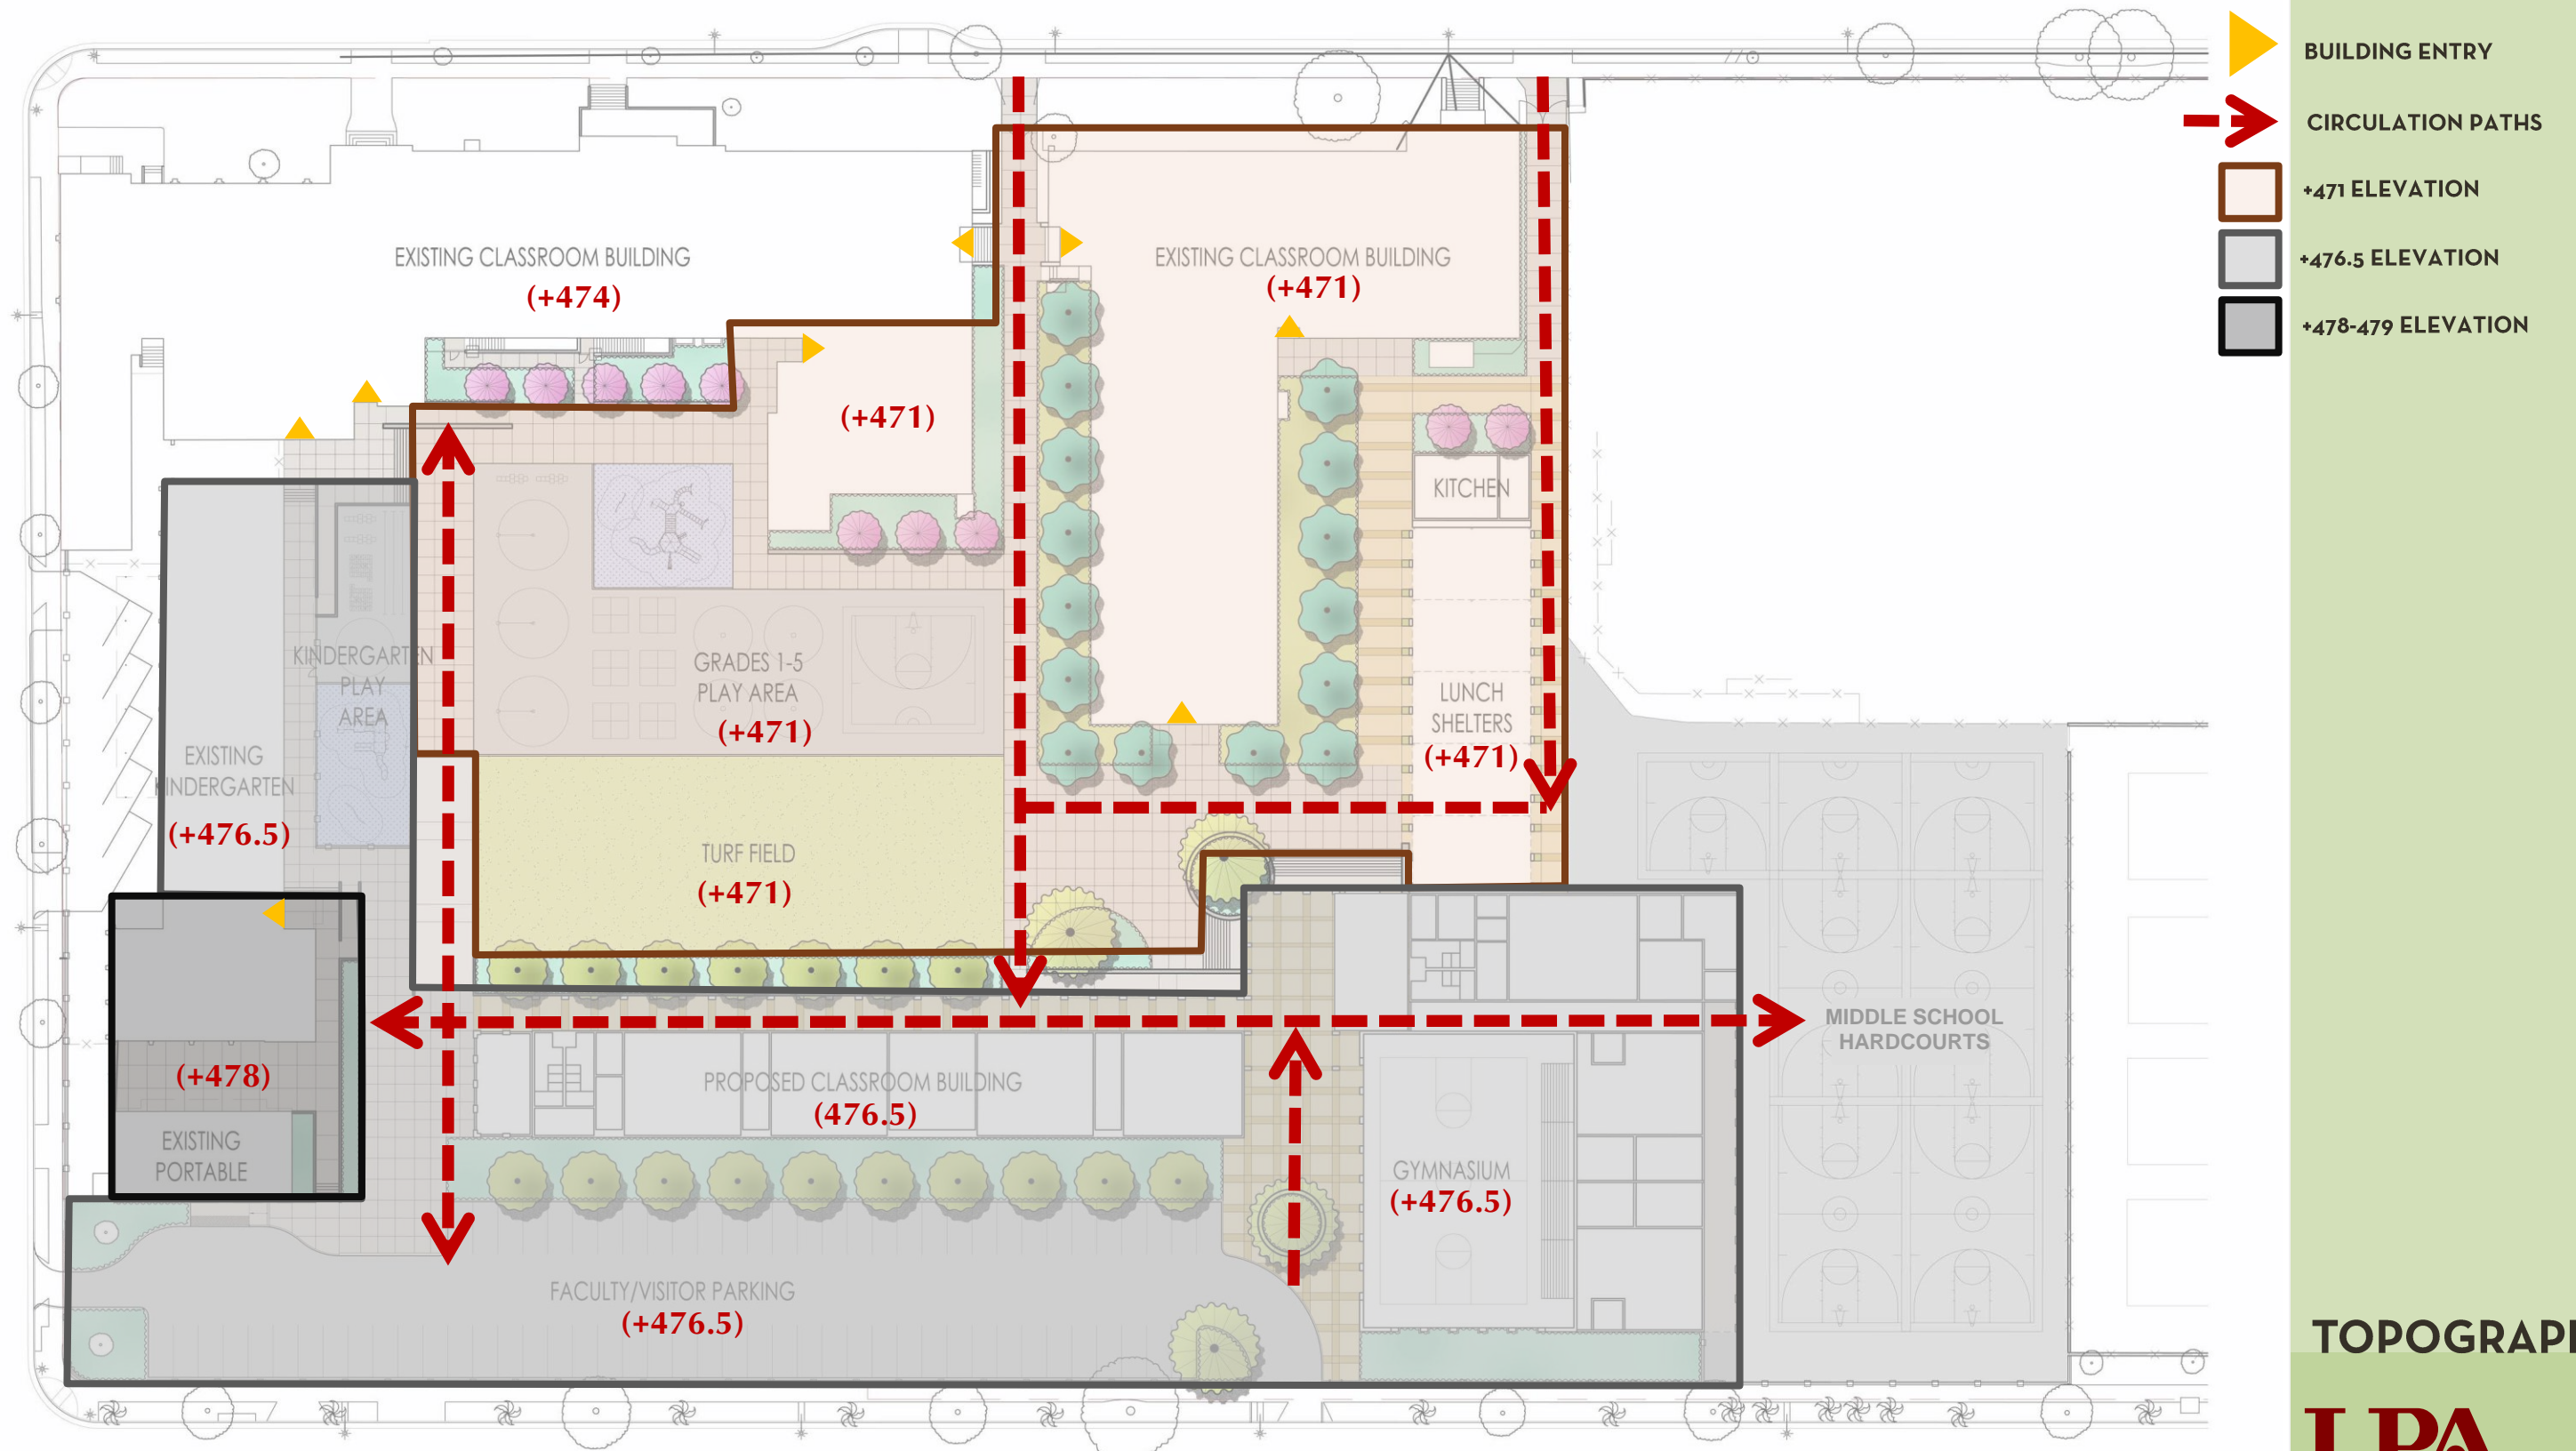 BUILDING ENTRY
CIRCULATION PATHS
+471 ELEVATION
+476.5 ELEVATION
+478-479 ELEVATION
EXISTING CLASSROOM BUILDING
(+474)
EXISTING CLASSROOM BUILDING
(+471)
(+471)
KITCHEN
KINDERGARTEN
PLAY
AREA
GRADES 1-5
PLAY AREA
(+471)
LUNCH
SHELTERS
(+471)
EXISTING
KINDERGARTEN
(+476.5)
TURF FIELD
(+471)
MIDDLE SCHOOL
HARDCOURTS
(+478)
EXISTING
PORTABLE
PROPOSED CLASSROOM BUILDING
(476.5)
GYMNASIUM
(+476.5)
FACULTY/VISITOR PARKING
(+476.5)
TOPOGRAPH
LPA